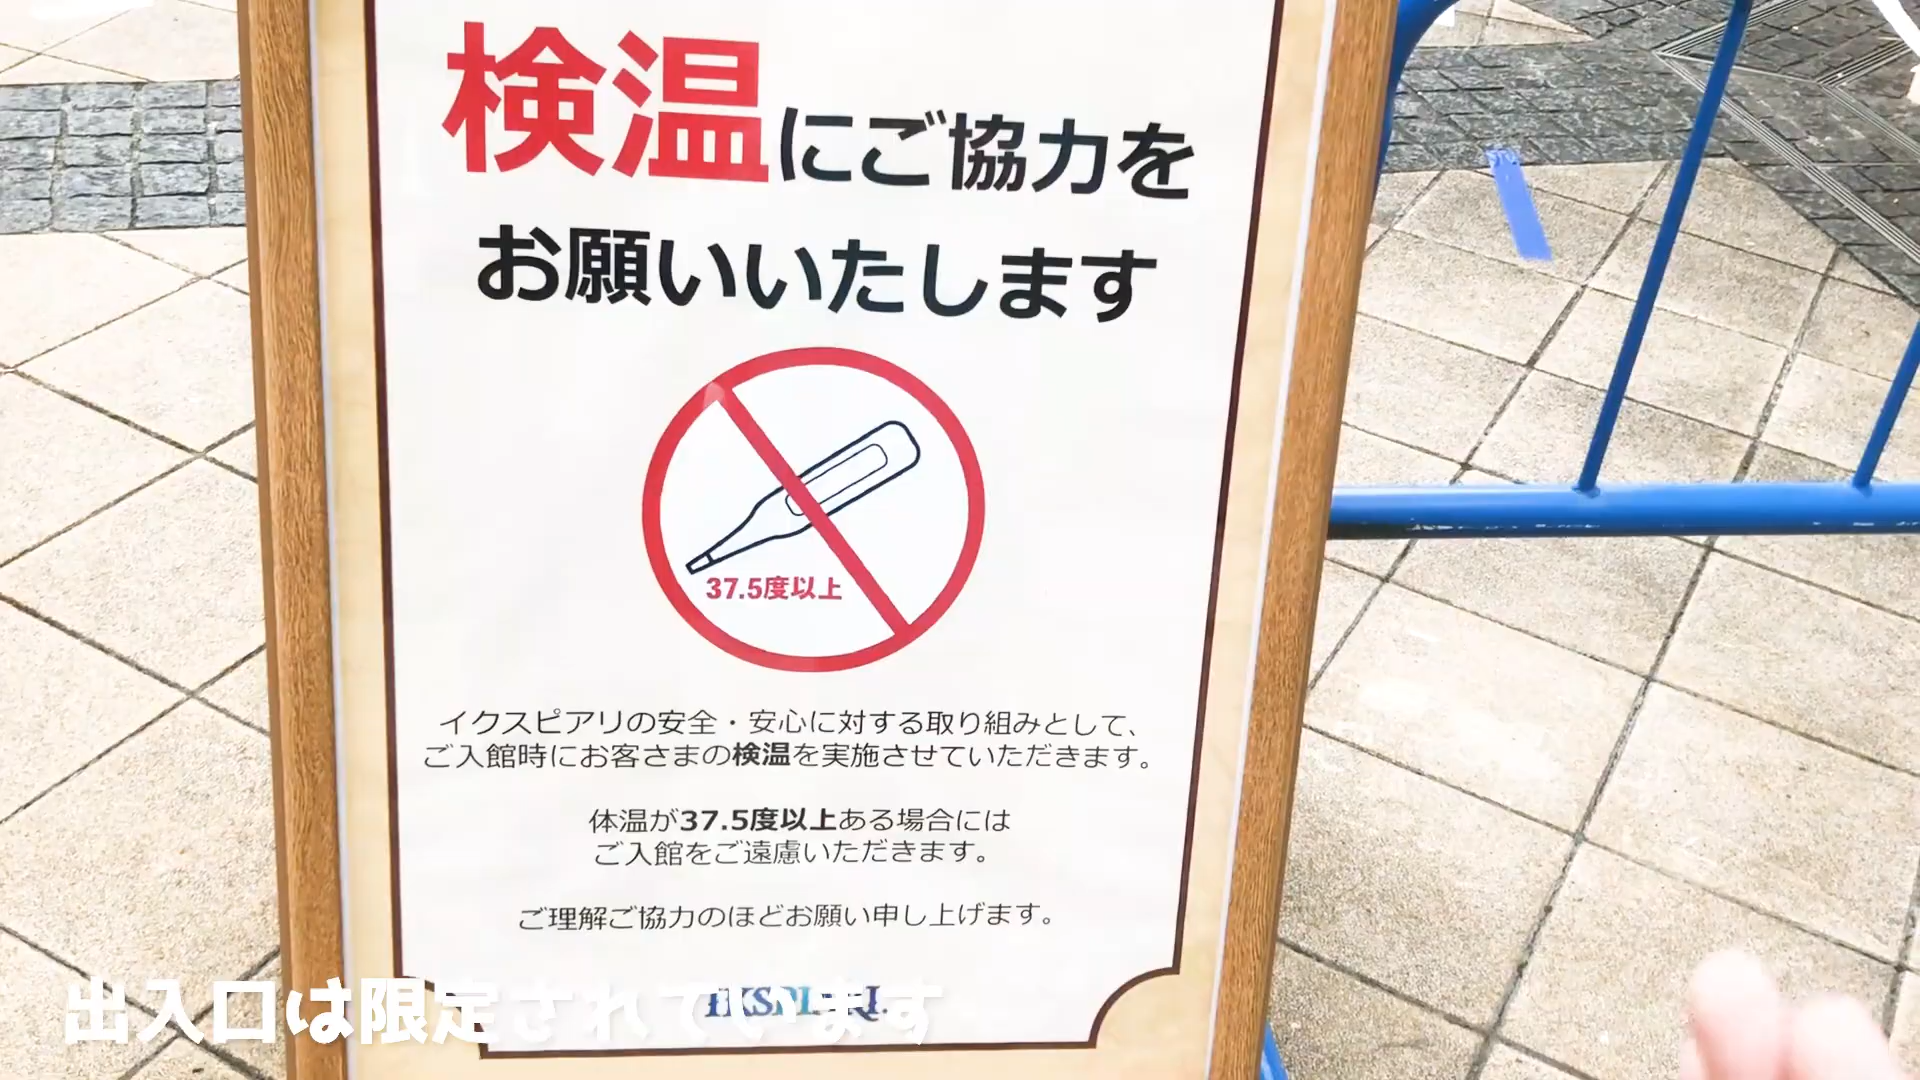 検温にご協力を
お願いいたします
37.5度以上
イクスピアリの安全・安心に対する取り組みとして、
ご入館時にお客さまの検温を実施させていただきます。
体温が37.5度以上ある場合には
ご入館をご遠慮いただきます。
ご理解ご協力のほどお願い申し上げます。
出入口は限定されています